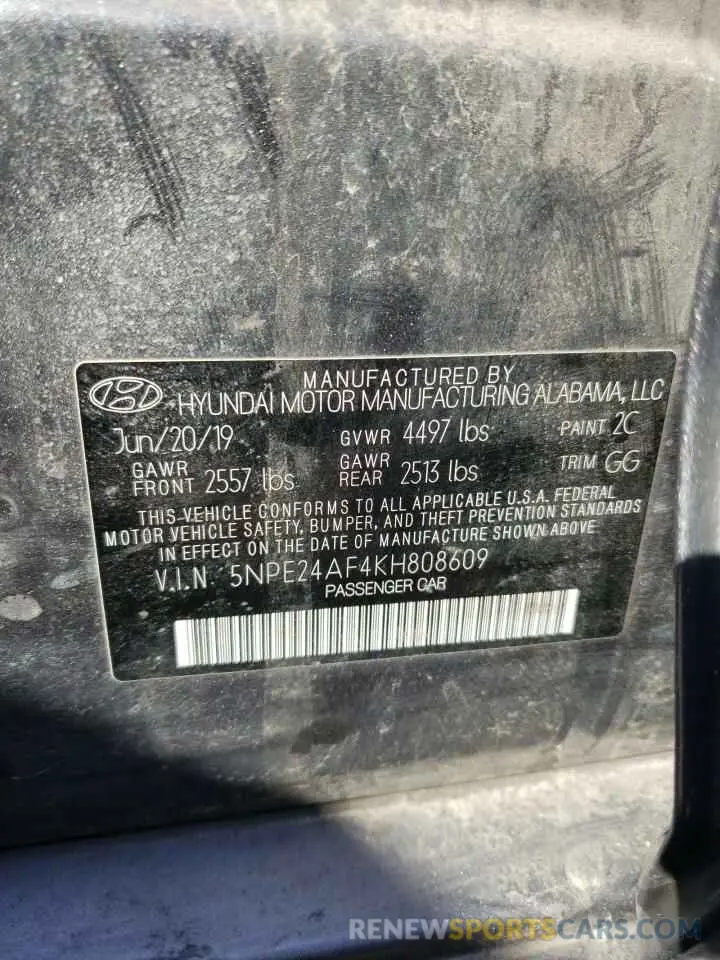 MANUFACTURED BY
HYUNDAI MOTOR MANUFACTURING ALABAMA, LLC
Jun/20/19 GVWR 4497 lbs PAINT 2C
GAWR FRONT 2557 lbs GAWR REAR 2513 lbs TRIM GG
THIS VEHICLE CONFORMS TO ALL APPLICABLE U.S.A. FEDERAL
MOTOR VEHICLE SAFETY, BUMPER, AND THEFT PREVENTION STANDARDS
IN EFFECT ON THE DATE OF MANUFACTURE SHOWN ABOVE
V.I.N. 5NPE24AF4KH808609
PASSENGER CAR
RENEWSPORTSCARS.COM